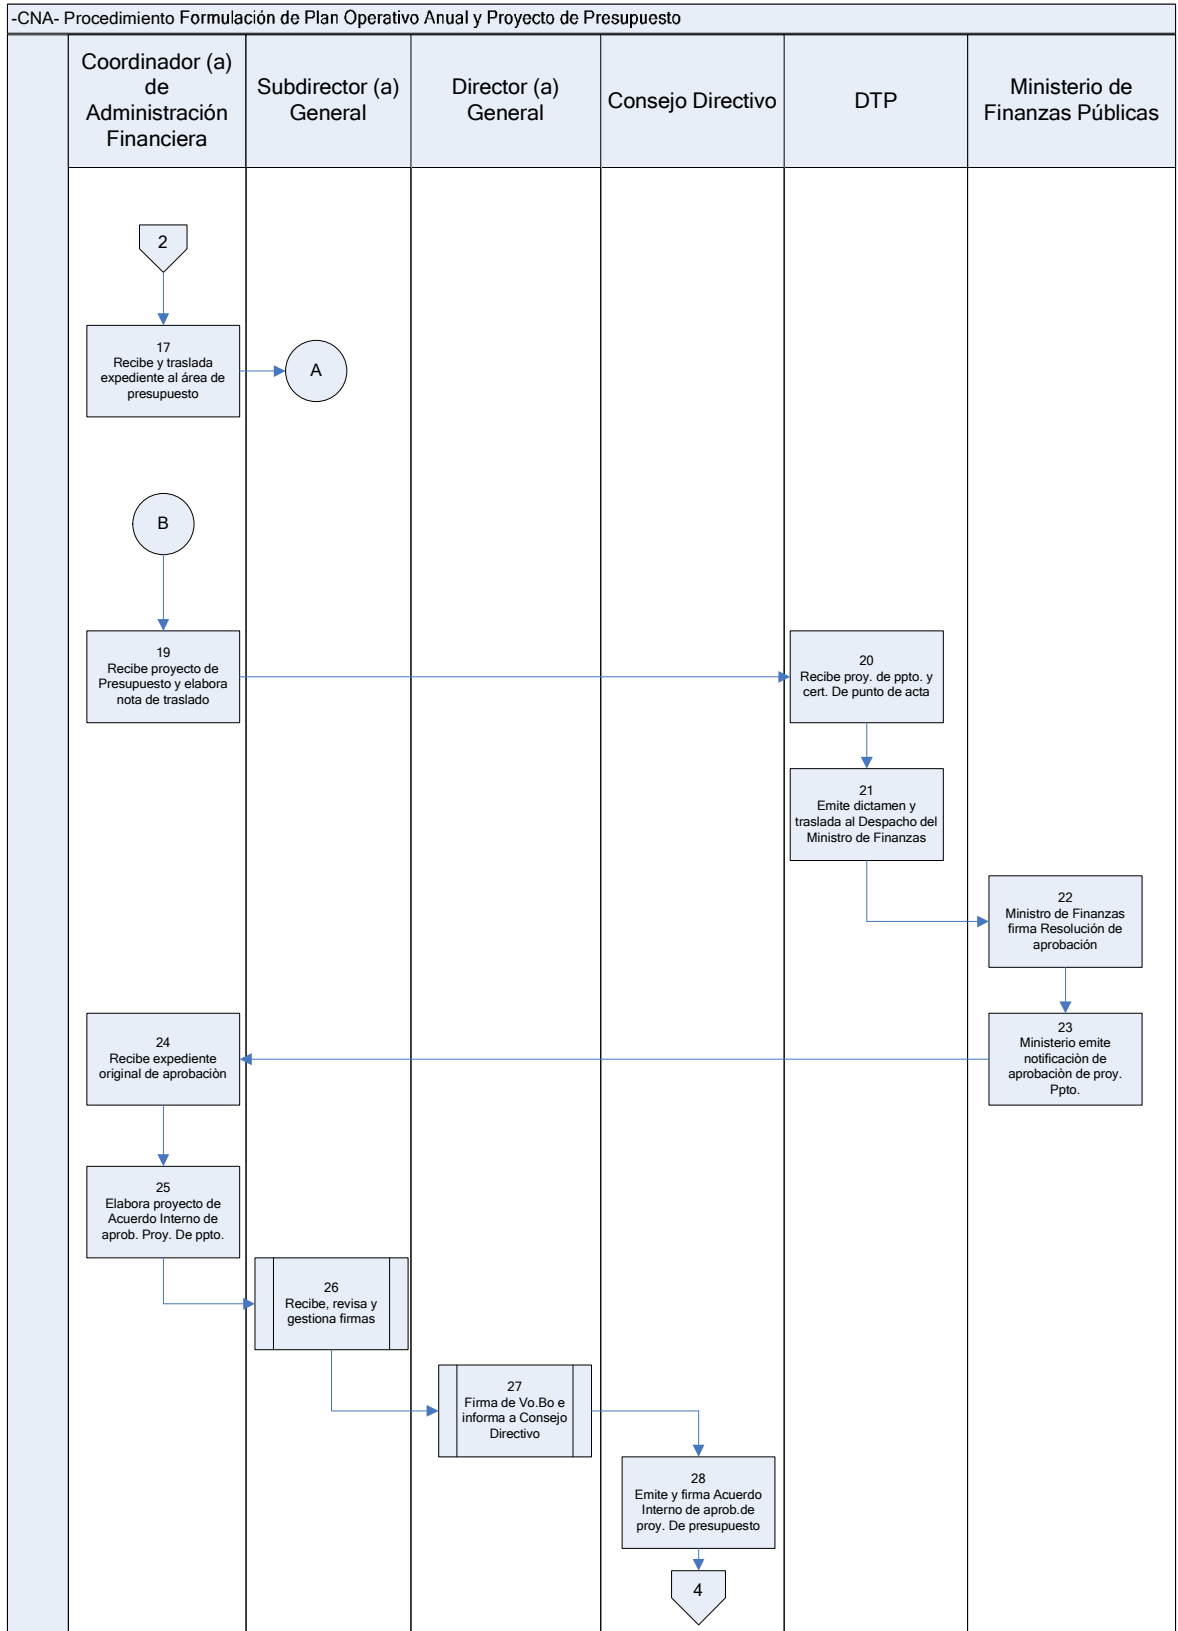 -CNA- Procedimiento Formulación de Plan Operativo Anual y Proyecto de Presupuesto
Coordinador (a)
de
Administración
Financiera
Subdirector (a)
General
Director (a)
General
Consejo Directivo
DTP
Ministerio de
Finanzas Públicas
2
17
Recibe y traslada
expediente al área de
presupuesto
A
B
19
Recibe proyecto de
Presupuesto y elabora
nota de traslado
20
Recibe proy. de ppto. y
cert. De punto de acta
21
Emite dictamen y
traslada al Despacho del
Ministro de Finanzas
22
Ministro de Finanzas
firma Resolución de
aprobación
23
Ministerio emite
notificaciòn de
aprobaciòn de proy.
Ppto.
24
Recibe expediente
original de aprobaciòn
25
Elabora proyecto de
Acuerdo Interno de
aprob. Proy. De ppto.
26
Recibe, revisa y
gestiona firmas
27
Firma de Vo.Bo e
informa a Consejo
Directivo
28
Emite y firma Acuerdo
Interno de aprob.de
proy. De presupuesto
4